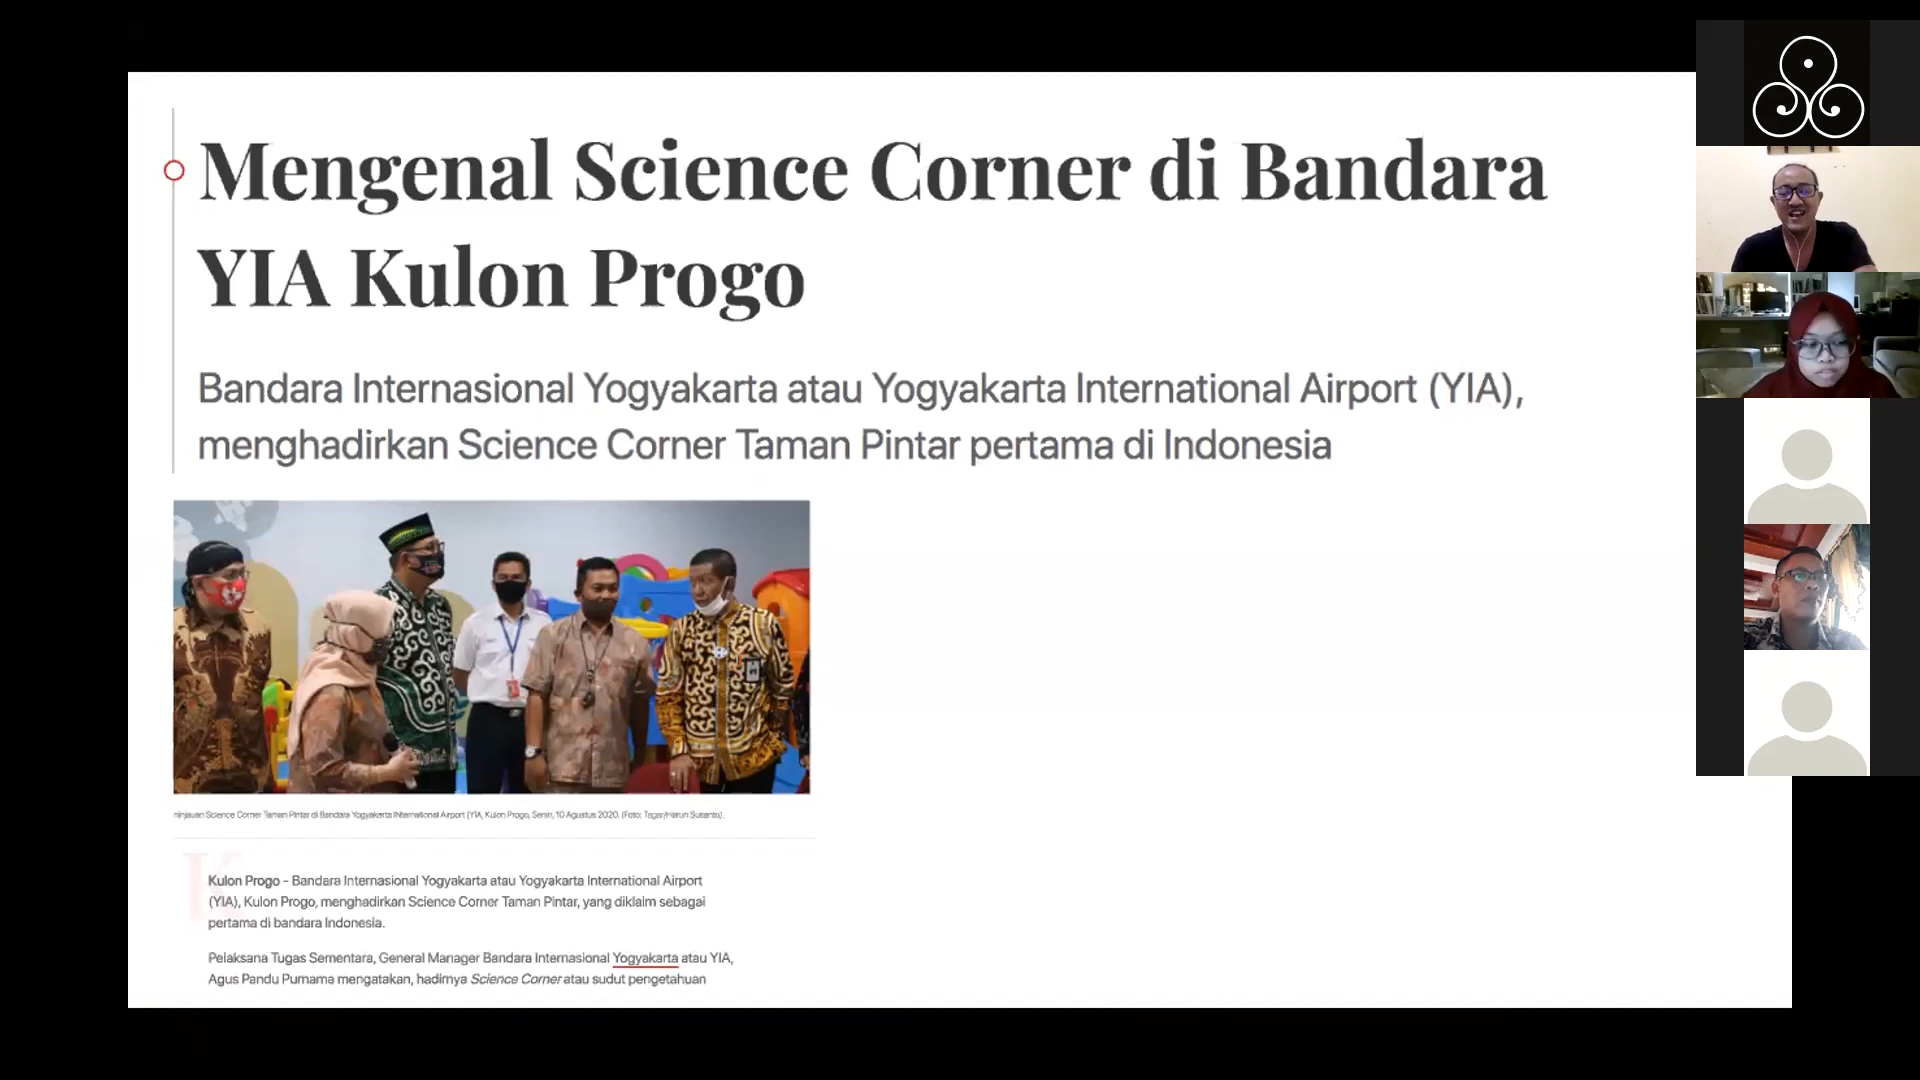 Mengenal Science Corner di Bandara
YIA Kulon Progo
Bandara Internasional Yogyakarta atau Yogyakarta International Airport (YIA),
menghadirkan Science Corner Taman Pintar pertama di Indonesia
Science Corner Taman Pintar di Bandara Yogyakarta INternational Airport (YIA, Kulon Progo, Senin, 10 Agustus 2020. (Foto: Tagar/Harun Susanto).
K
Kulon Progo - Bandara Internasional Yogyakarta atau Yogyakarta International Airport
(YIA), Kulon Progo, menghadirkan Science Corner Taman Pintar, yang diklaim sebagai
pertama di bandara Indonesia.
Pelaksana Tugas Sementara, General Manager Bandara Internasional Yogyakarta atau YIA,
Agus Pandu Purnama mengatakan, hadirnya Science Corner atau sudut pengetahuan